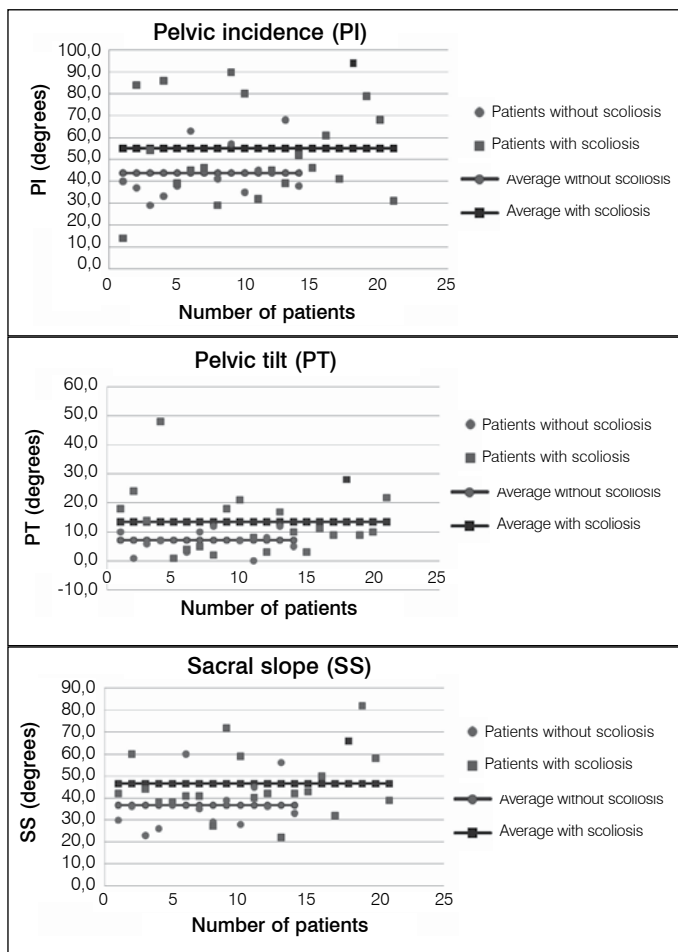 Pelvic incidence (PI)
100,0
90,0
80,0
70,0
60,0
50,0
40,0
30,0
20,0
10,0
0,0
PI (degrees)
0 5 10 15 20 25
Number of patients
Patients without scoliosis
Patients with scoliosis
Average without scoliosis
Average with scoliosis
Pelvic tilt (PT)
60,0
50,0
40,0
30,0
20,0
10,0
0,0
-10,0
PT (degrees)
0 5 10 15 20 25
Number of patients
Patients without scoliosis
Patients with scoliosis
Average without scoliosis
Average with scoliosis
Sacral slope (SS)
90,0
80,0
70,0
60,0
50,0
40,0
30,0
20,0
10,0
0,0
SS (degrees)
0 5 10 15 20 25
Number of patients
Patients without scoliosis
Patients with scoliosis
Average without scoliosis
Average with scoliosis